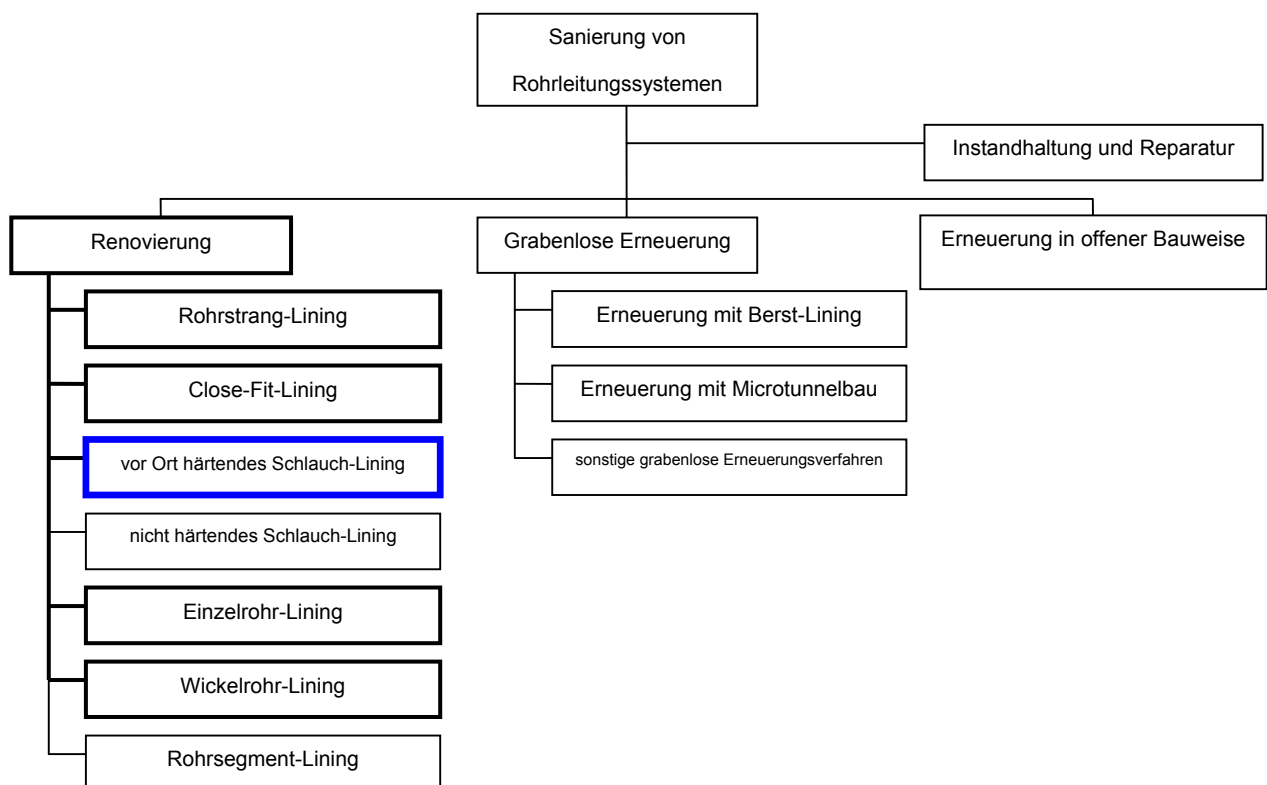 Sanierung von
Rohrleitungssystemen
Instandhaltung und Reparatur
Renovierung
Grabenlose Erneuerung
Erneuerung in offener Bauweise
Rohrstrang-Lining
Erneuerung mit Berst-Lining
Close-Fit-Lining
Erneuerung mit Microtunnelbau
vor Ort härtendes Schlauch-Lining
sonstige grabenlose Erneuerungsverfahren
nicht härtendes Schlauch-Lining
Einzelrohr-Lining
Wickelrohr-Lining
Rohrsegment-Lining